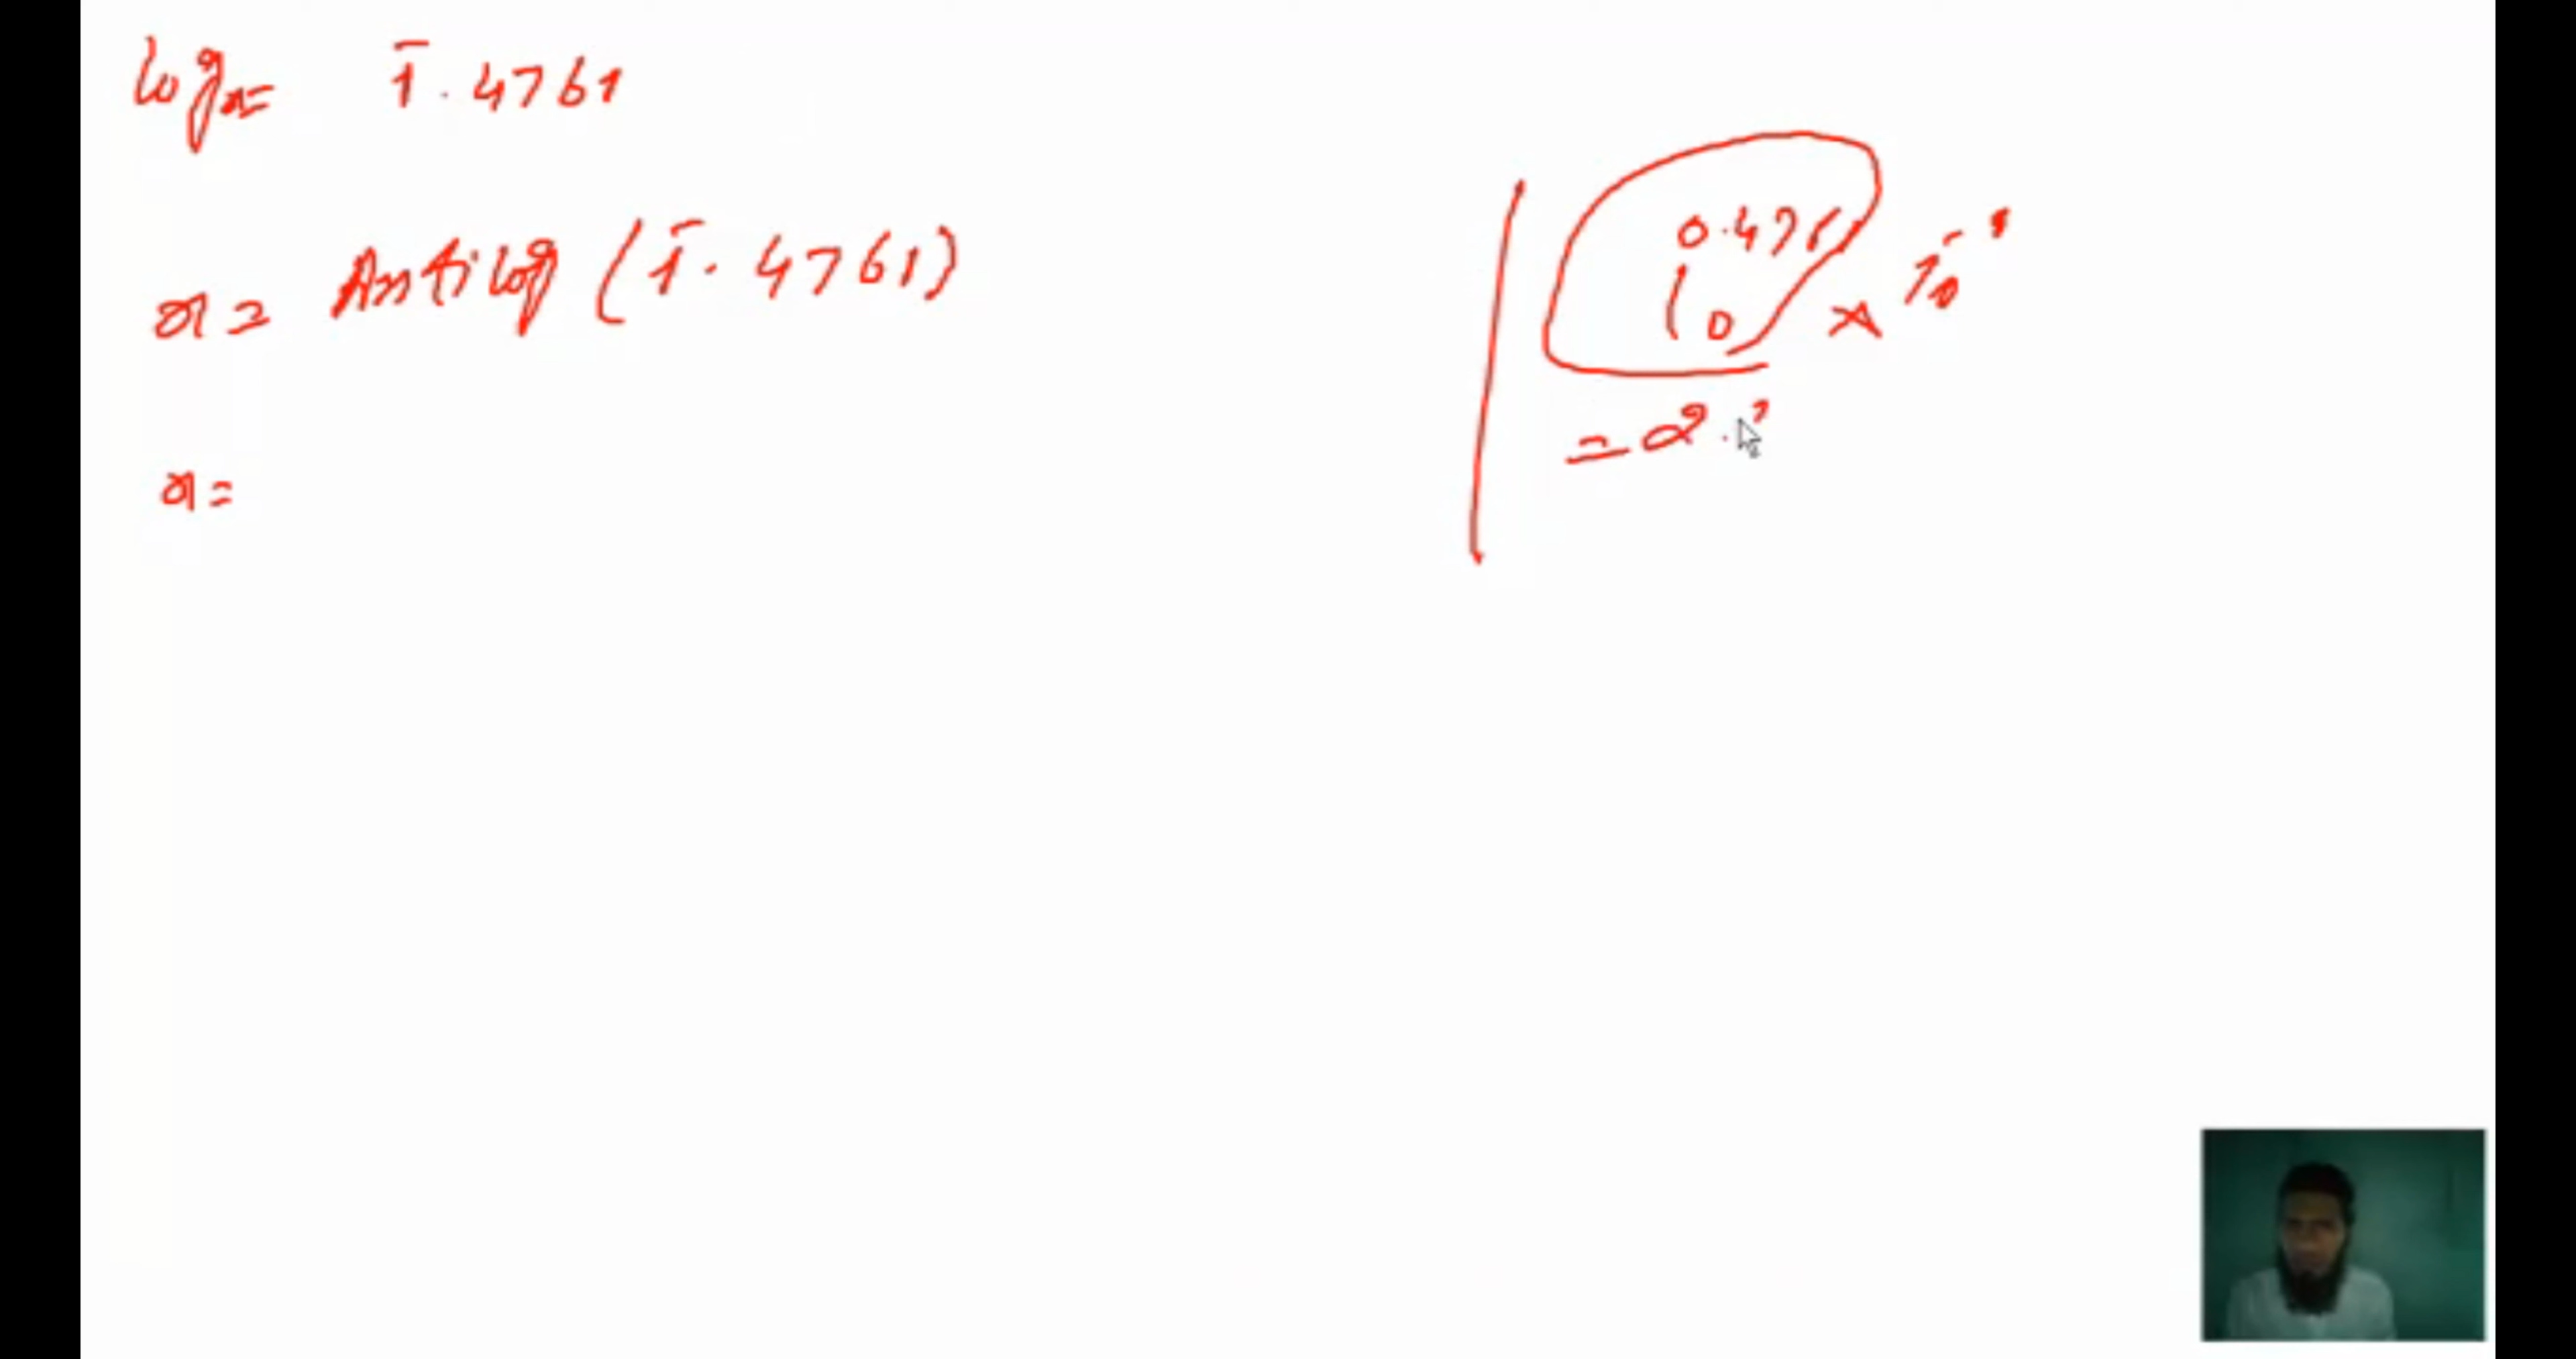 log x = 1̄.4761
x = Antilog (1̄.4761)
x =
10^0.4761 × 10^-1
= 2.